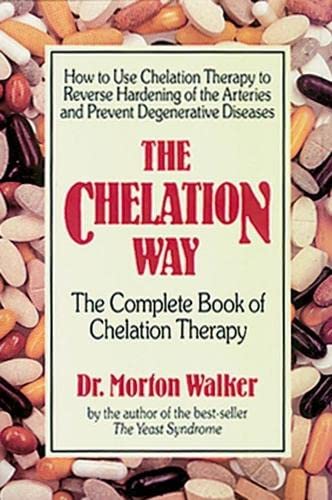 How to Use Chelation Therapy to
Reverse Hardening of the Arteries
and Prevent Degenerative Diseases
THE
CHELATION
WAY
The Complete Book of
Chelation Therapy
Dr. Morton Walker
by the author of the best-seller
The Yeast Syndrome